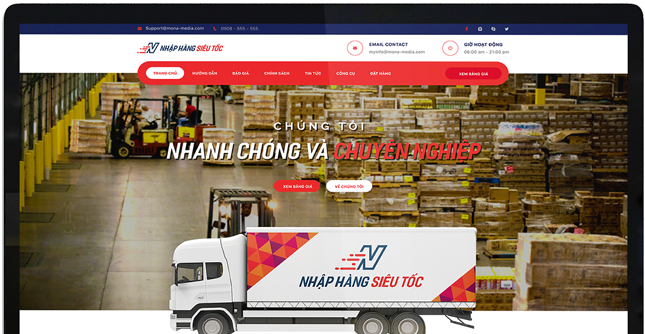 Support@mona-media.com 0909 - 555 - 555
NHẬP HÀNG SIÊU TỐC
EMAIL CONTACT
myinfo@mona-media.com
GIỜ HOẠT ĐỘNG
06:00 am - 21:00 pm
TRANG CHỦ HƯỚNG DẪN BÁO GIÁ CHÍNH SÁCH TIN TỨC CÔNG CỤ ĐẶT HÀNG XEM BẢNG GIÁ
CHÚNG TÔI
NHANH CHÓNG VÀ CHUYÊN NGHIỆP
XEM BẢNG GIÁ VỀ CHÚNG TÔI
NHẬP HÀNG SIÊU TỐC